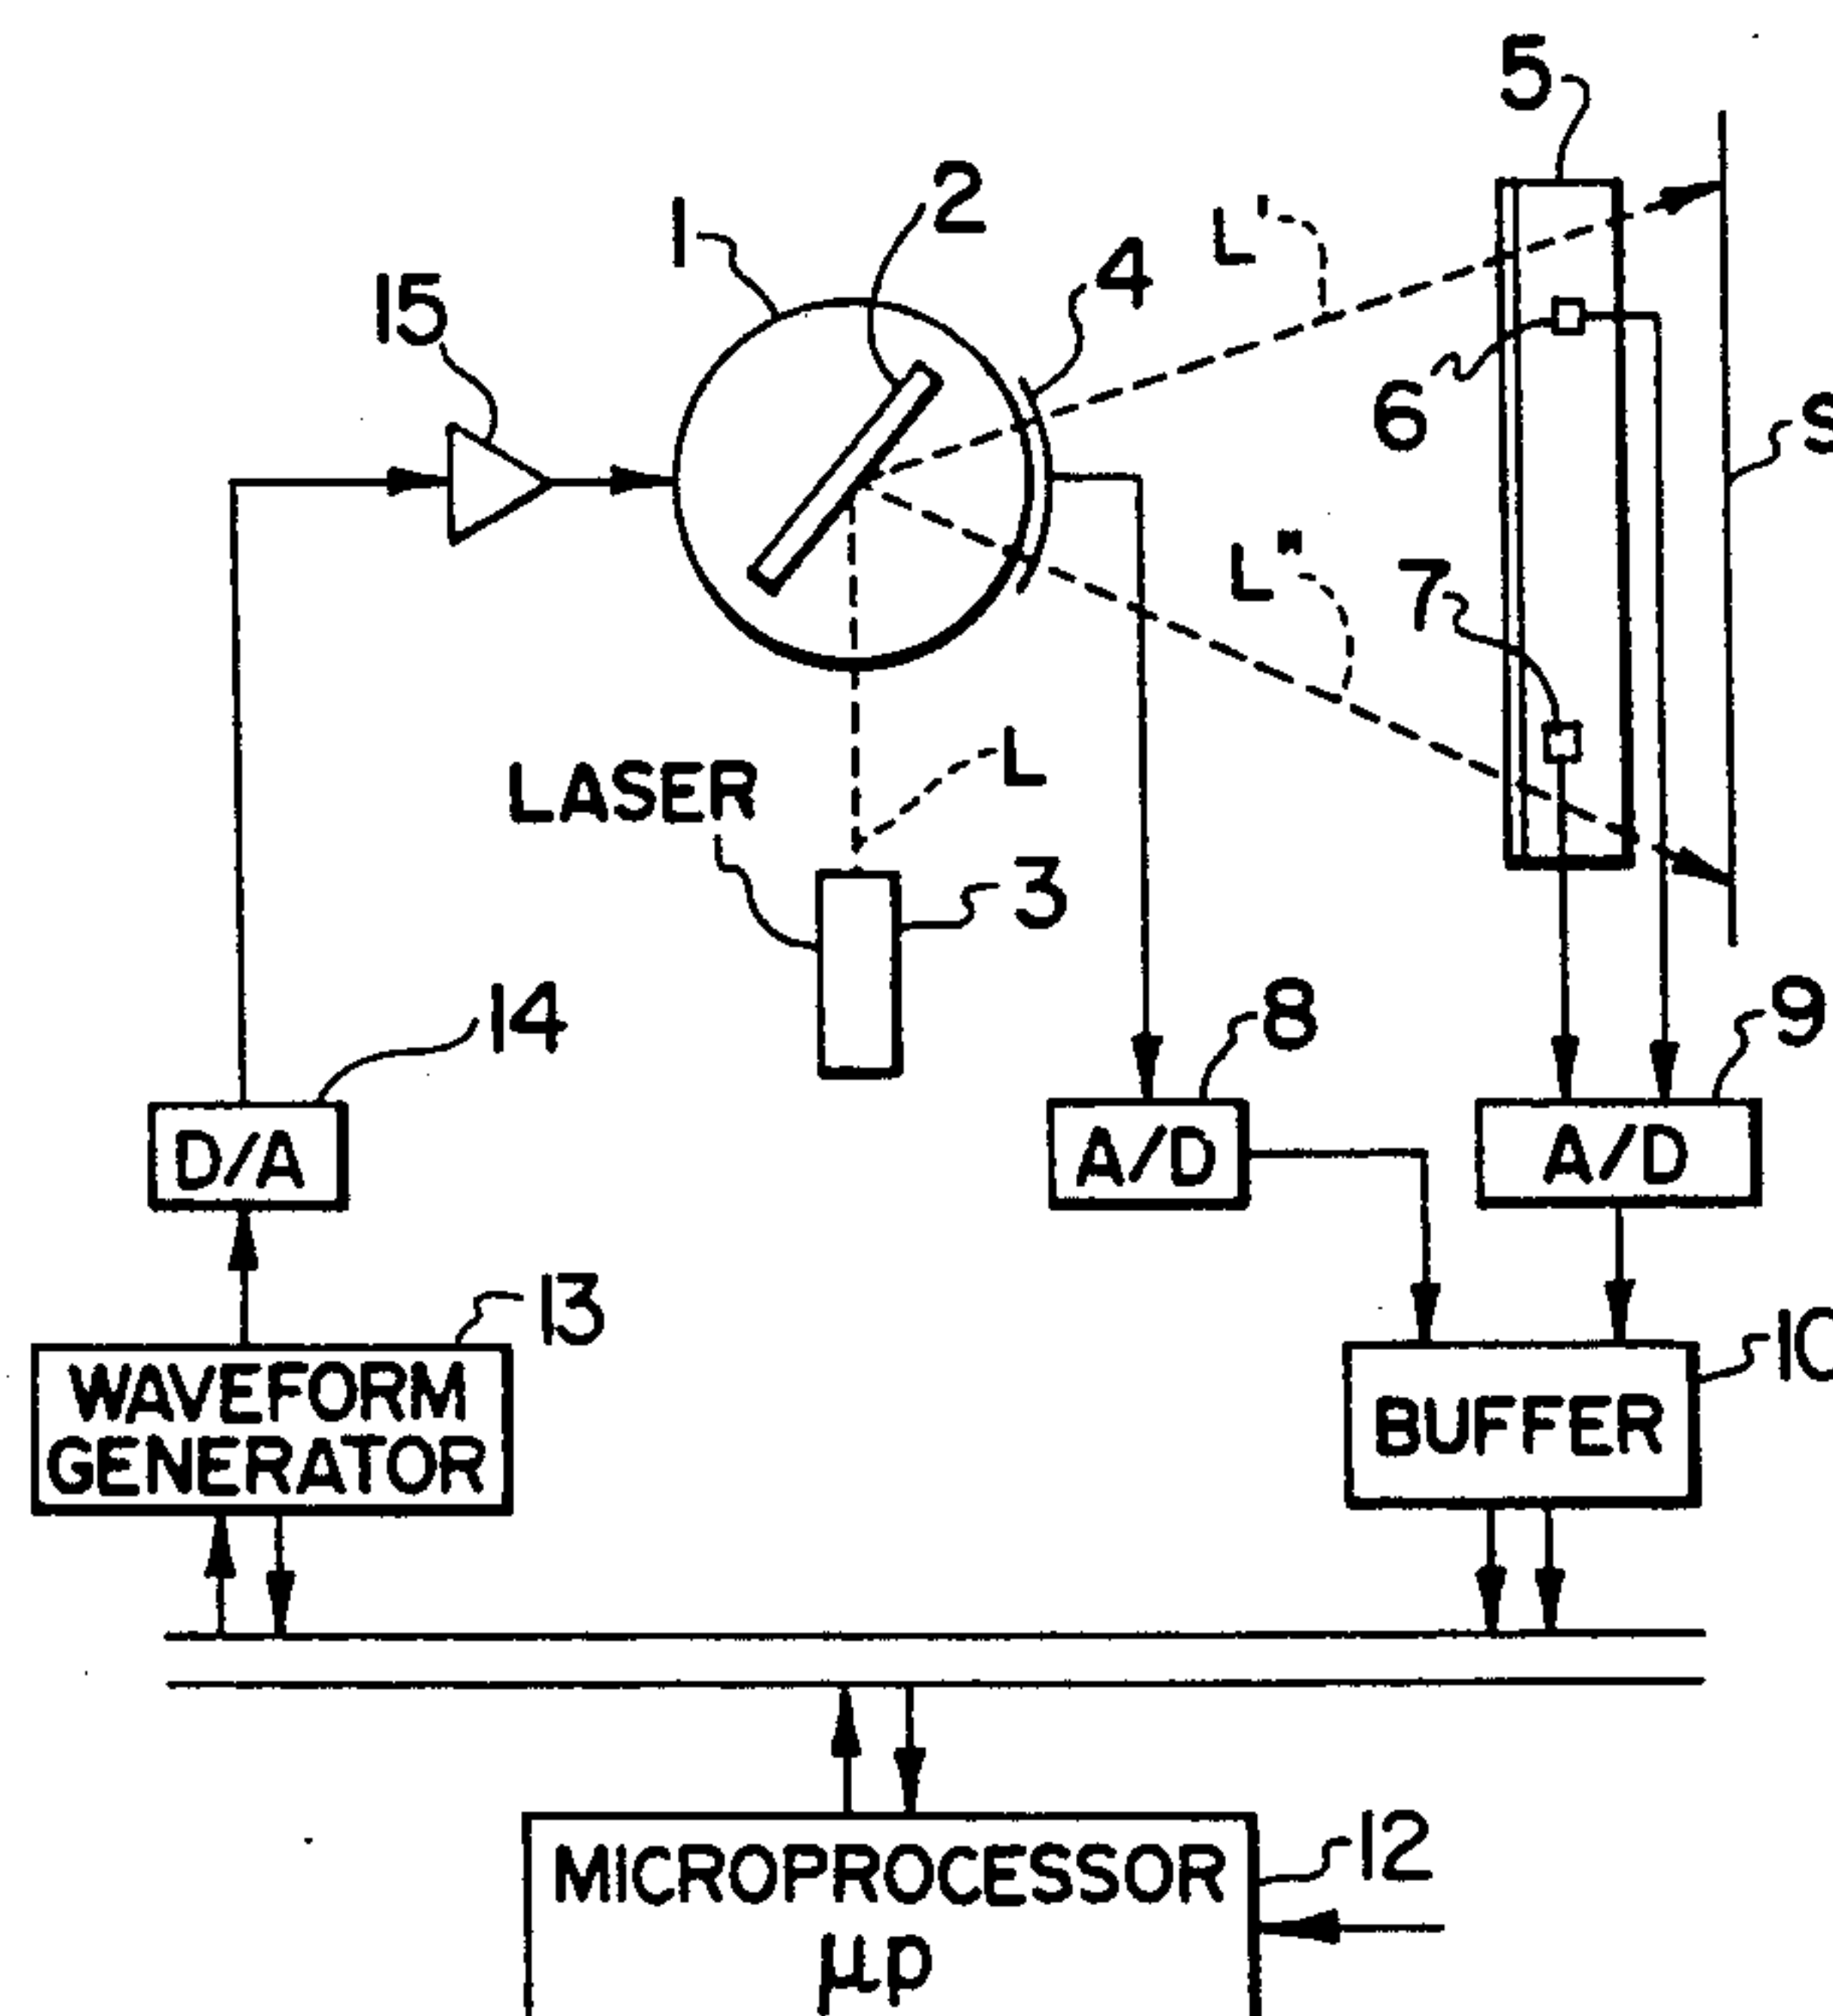 5
2
1
L'
4
15
6
S
L"
7
L
LASER
3
14
8
9
D/A
A/D
A/D
13
10
WAVEFORM
GENERATOR
BUFFER
12
MICROPROCESSOR
μp